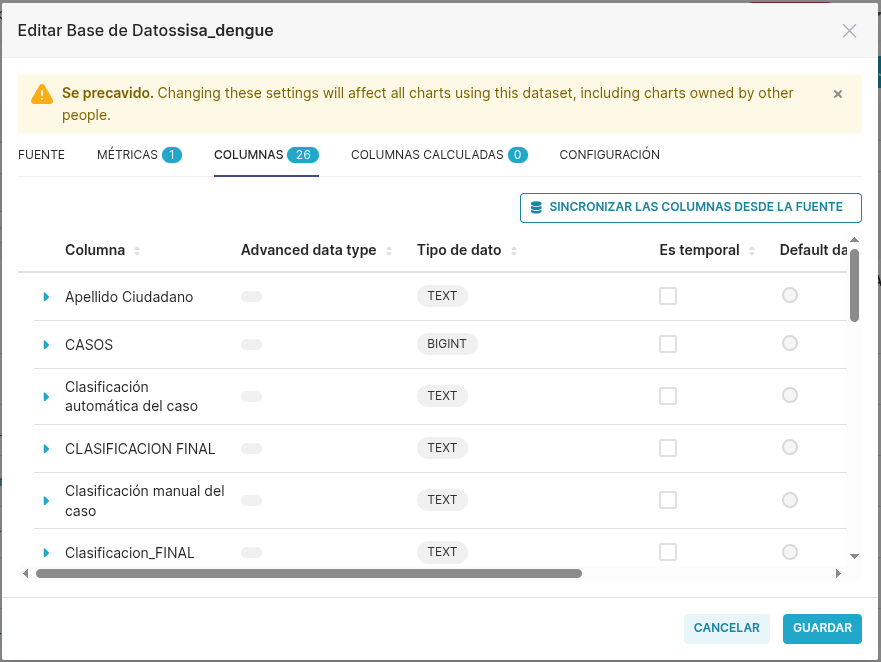 Editar Base de Datossisa_dengue
Se precavido. Changing these settings will affect all charts using this dataset, including charts owned by other
people.
FUENTE MÉTRICAS 1 COLUMNAS 26 COLUMNAS CALCULADAS 0 CONFIGURACIÓN
SINCRONIZAR LAS COLUMNAS DESDE LA FUENTE
Columna Advanced data type Tipo de dato Es temporal Default da
Apellido Ciudadano TEXT
CASOS BIGINT
Clasificación
automática del caso TEXT
CLASIFICACION FINAL TEXT
Clasificación manual del
caso TEXT
Clasificacion_FINAL TEXT
CANCELAR GUARDAR